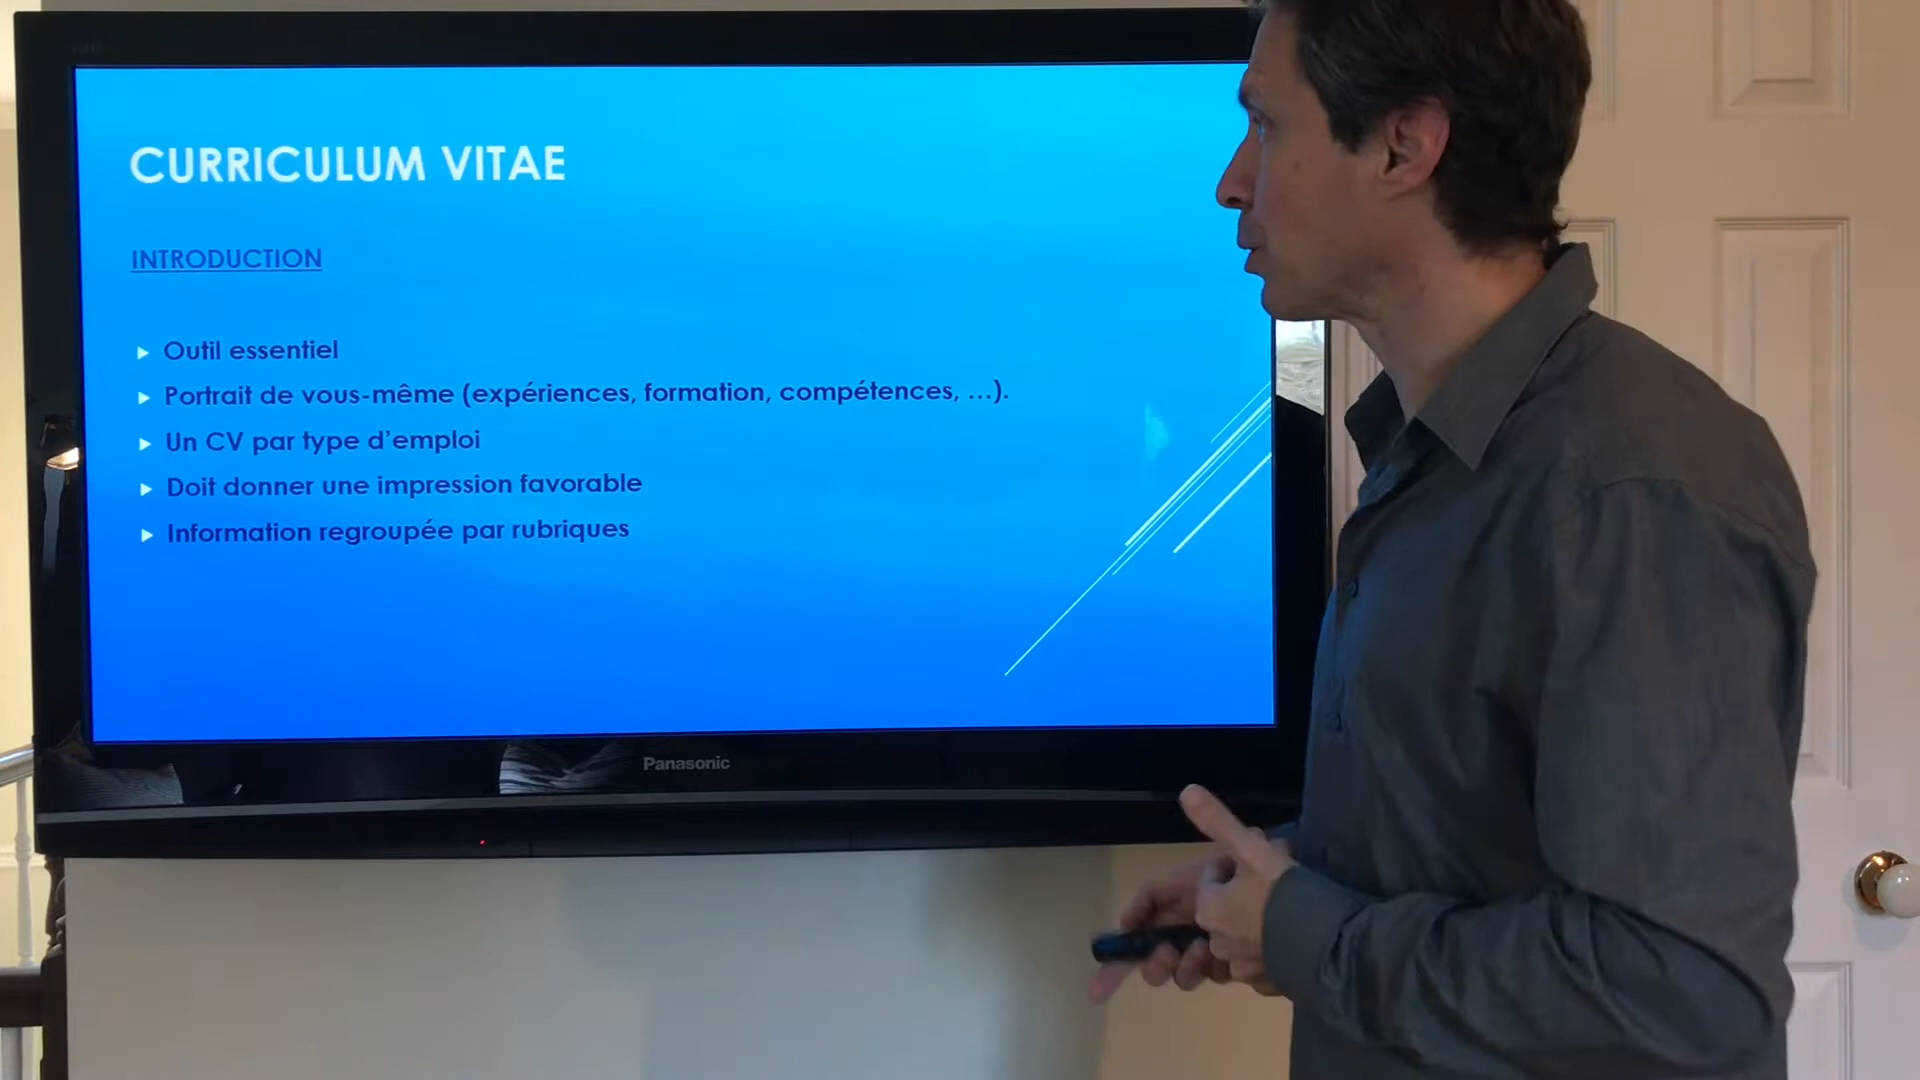 CURRICULUM VITAE
INTRODUCTION
Outil essentiel
Portrait de vous-même (expériences, formation, compétences, ...).
Un CV par type d'emploi
Doit donner une impression favorable
Information regroupée par rubriques
Panasonic